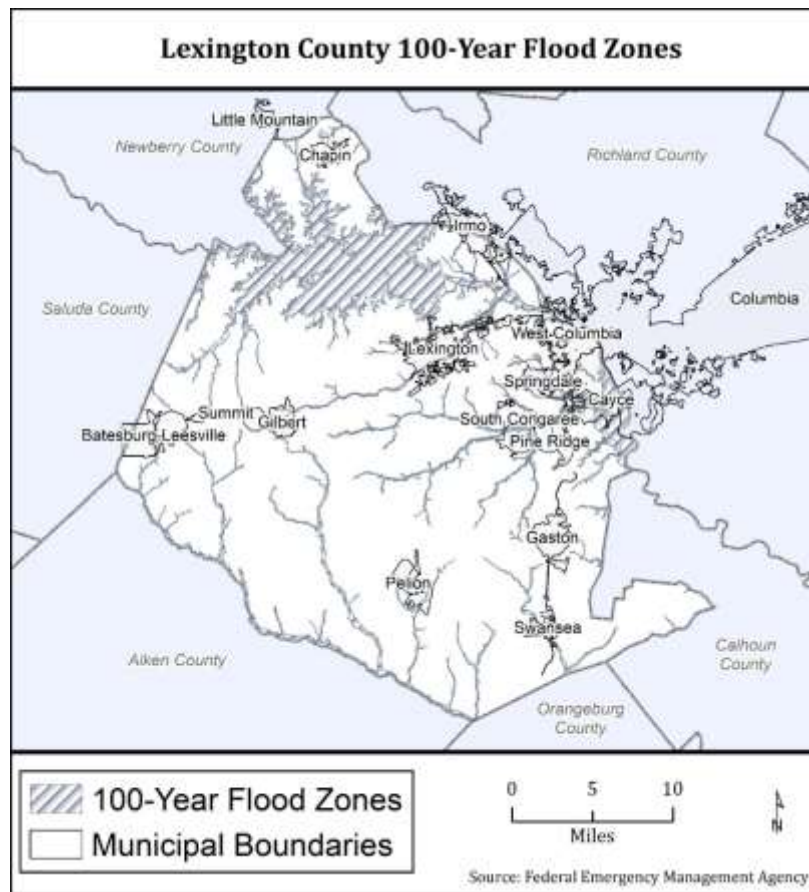 Lexington County 100-Year Flood Zones
Little Mountain
Newberry County
Chapin
Richland County
Irmo
Saluda County
Columbia
West Columbia
Lexington
Springdale
Cayce
Summit
South Congaree
Batesburg-Leesville
Gilbert
Pine Ridge
Gaston
Pelion
Swansea
Aiken County
Calhoun
County
Orangeburg
County
100-Year Flood Zones
Municipal Boundaries
0 5 10
Miles
N
Source: Federal Emergency Management Agency